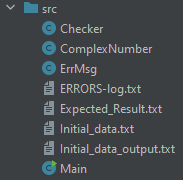 src
Checker
ComplexNumber
ErrMsg
ERRORS-log.txt
Expected_Result.txt
Initial_data.txt
Initial_data_output.txt
Main